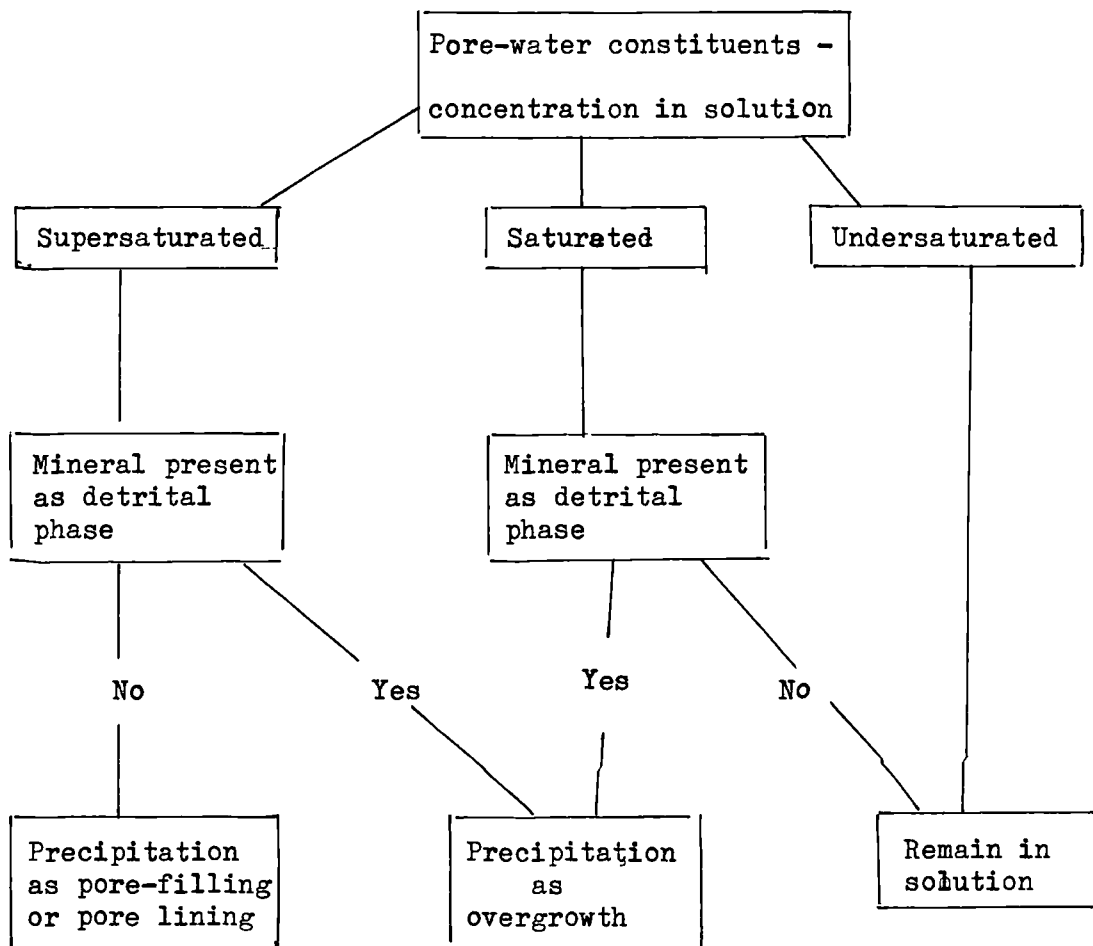 Pore-water constituents -
concentration in solution
Supersaturated
Saturated
Undersaturated
Mineral present
as detrital
phase
Mineral present
as detrital
phase
No
Yes
Yes
No
Precipitation
as pore-filling
or pore lining
Precipitation
as
overgrowth
Remain in
solution